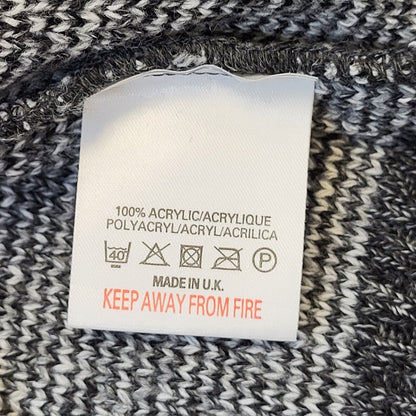 100% ACRYLIC/ACRYLIQUE
POLYACRYL/ACRYL/ACRILICA
40 P
MADE IN U.K.
KEEP AWAY FROM FIRE